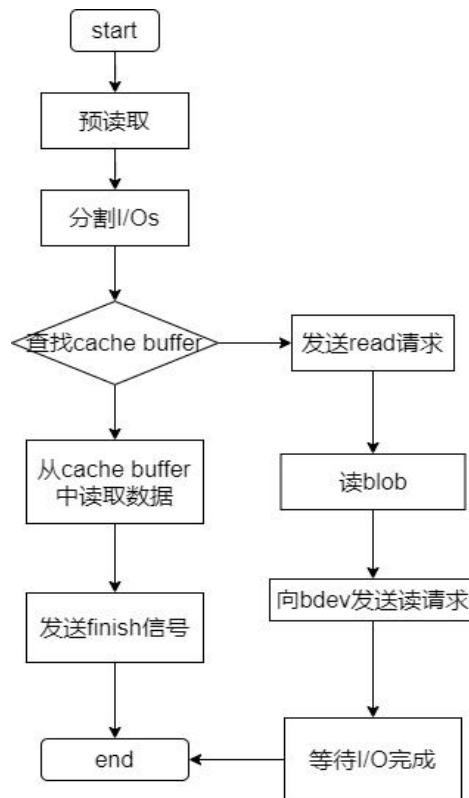 start
预读取
分割I/Os
查找cache buffer
发送read请求
从cache buffer
中读取数据
读blob
发送finish信号
向bdev发送读请求
end
等待I/O完成